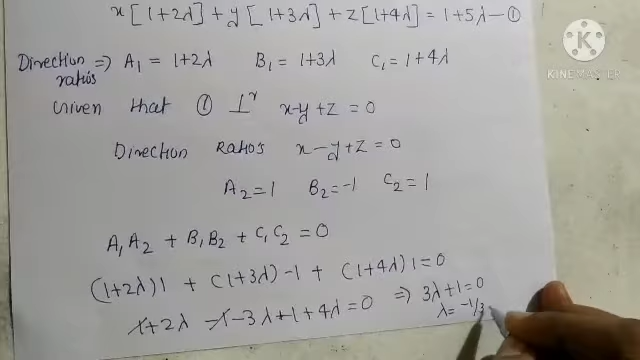 x[1+2λ] + y[1+3λ] + z[1+4λ] = 1+5λ — ①
KINEMASTER
Direction ratios ⇒ A₁ = 1+2λ B₁ = 1+3λ C₁ = 1+4λ
Given that ① ⊥ʳ x-y+z=0
Direction Ratios x-y+z=0
A₂=1 B₂=-1 C₂=1
A₁A₂ + B₁B₂ + C₁C₂ = 0
(1+2λ)1 + (1+3λ)-1 + (1+4λ)1=0
1+2λ -1-3λ+1+4λ=0 ⇒ 3λ+1=0
λ=-1/3